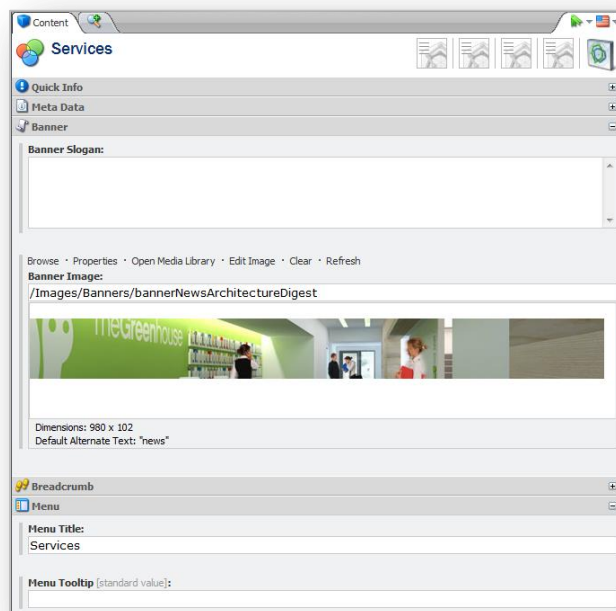 Content
Services
Quick Info
Meta Data
Banner
Banner Slogan:
Browse · Properties · Open Media Library · Edit Image · Clear · Refresh
Banner Image:
/Images/Banners/bannerNewsArchitectureDigest
TheGreenhouse
Dimensions: 980 x 102
Default Alternate Text: "news"
Breadcrumb
Menu
Menu Title:
Services
Menu Tooltip [standard value]: